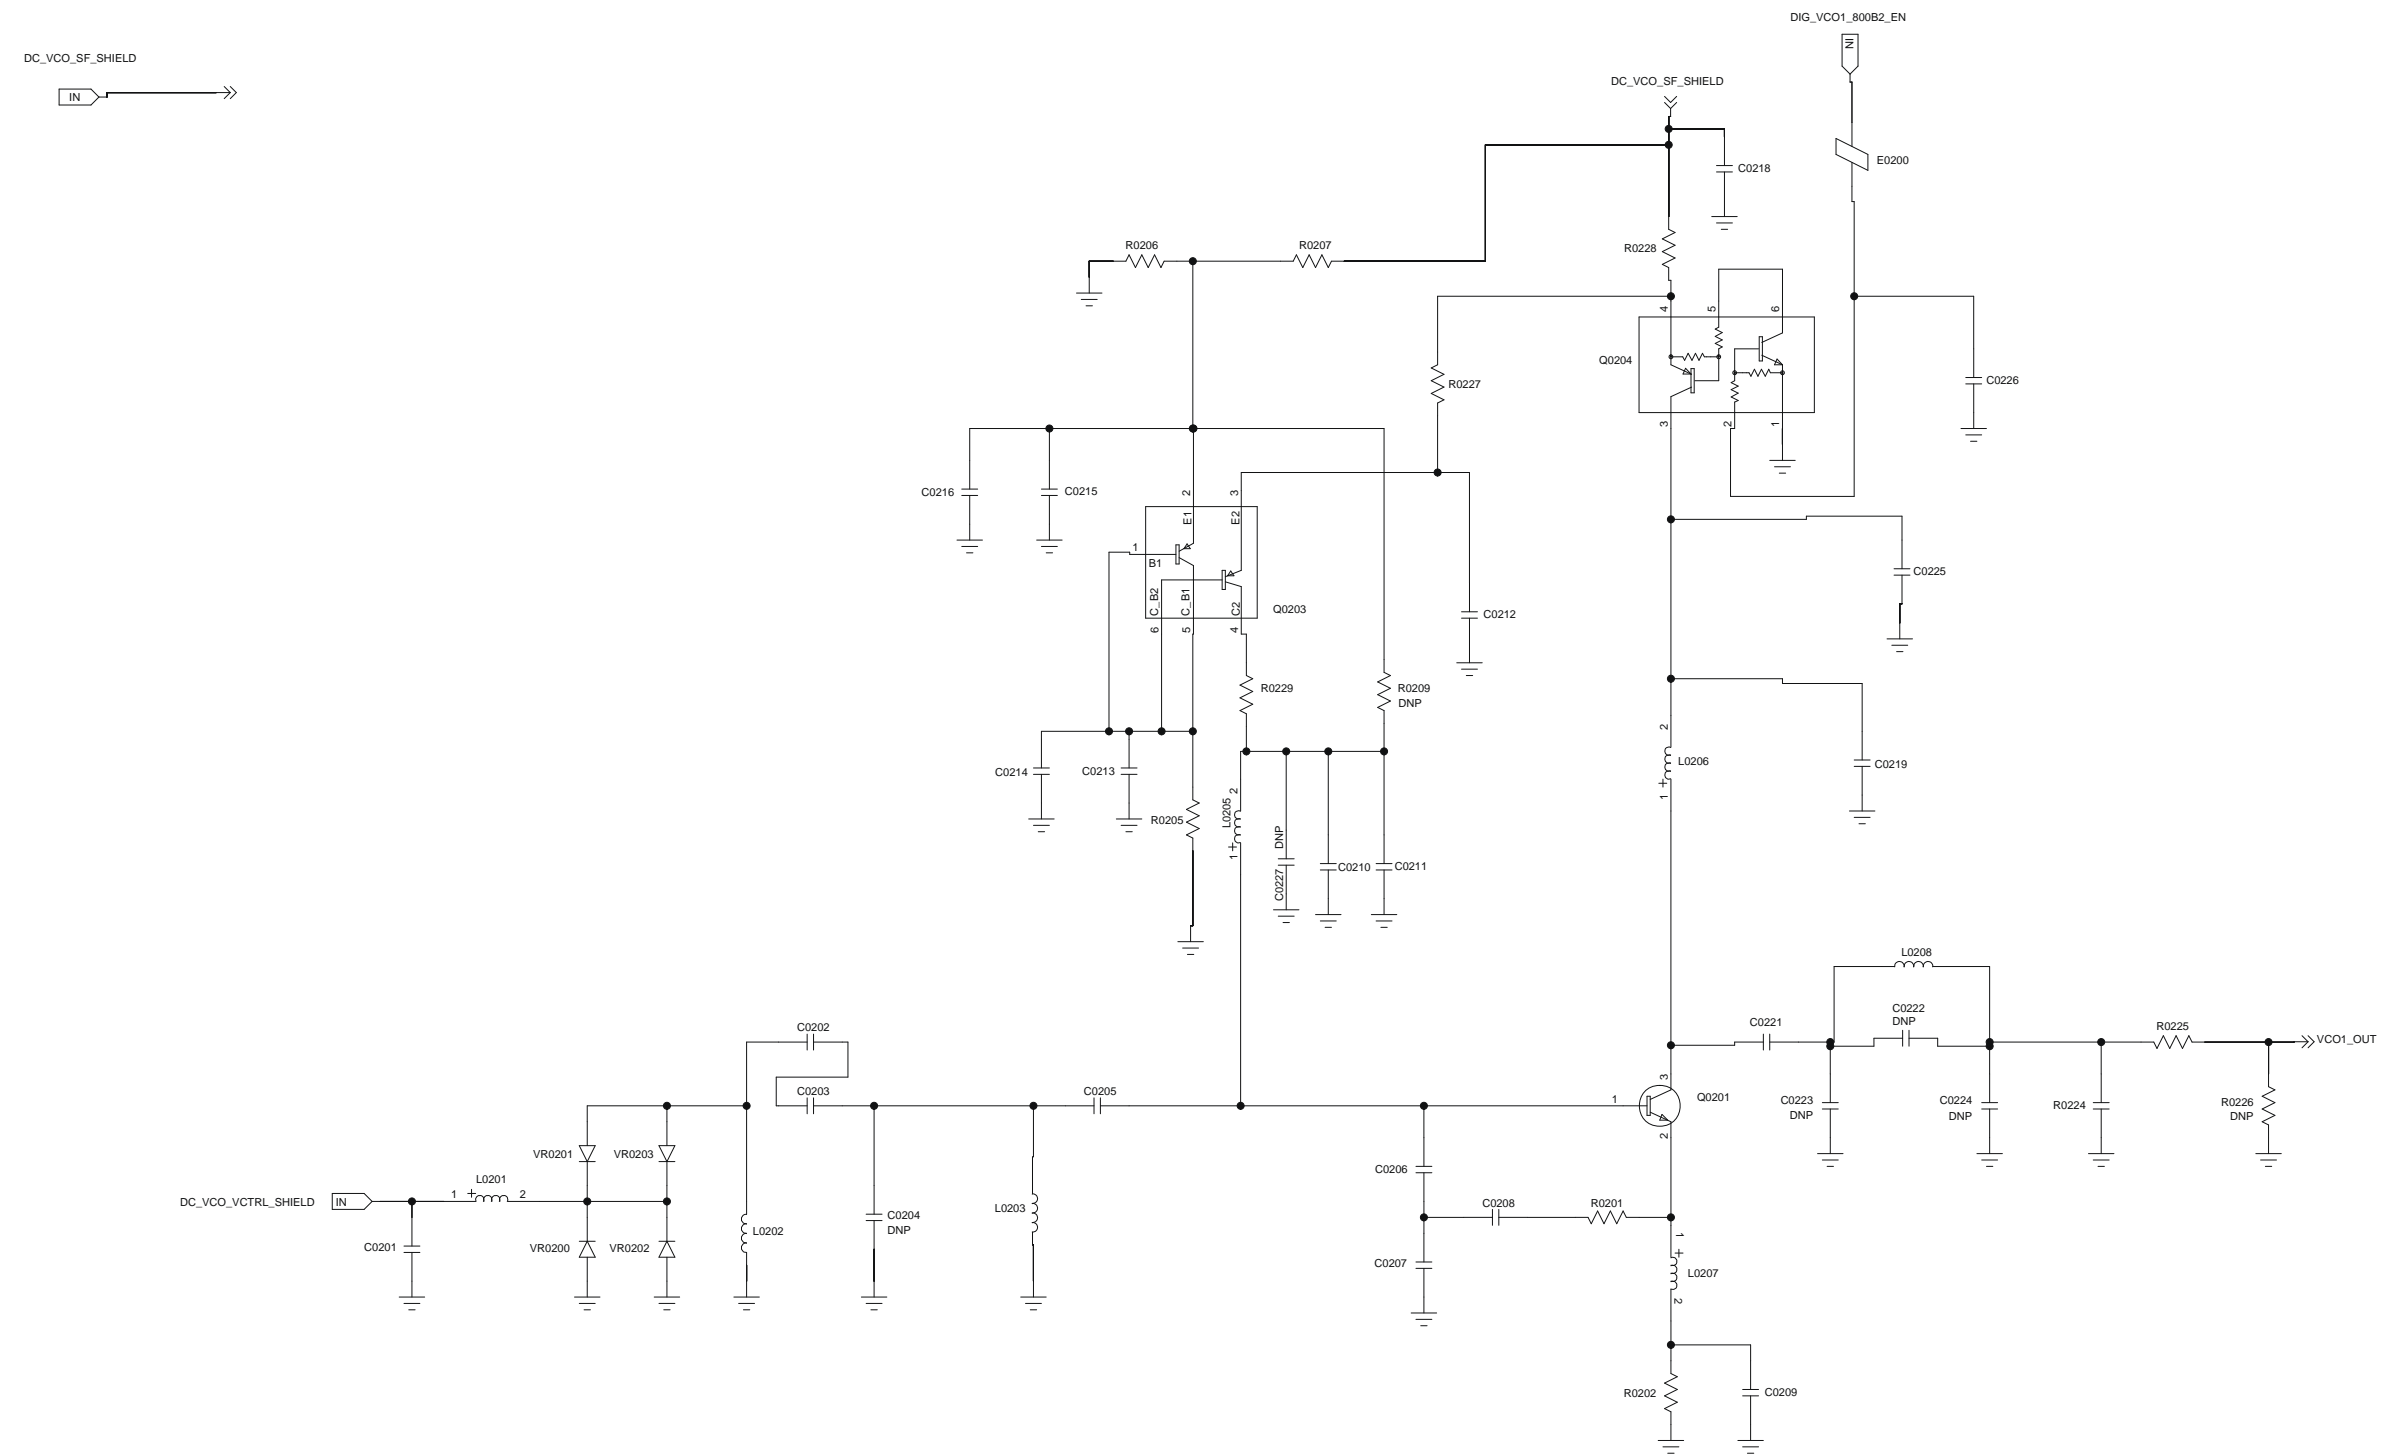 DIG_VCO1_800B2_EN
IN
DC_VCO_SF_SHIELD
IN
DC_VCO_SF_SHIELD
E0200
C0218
R0206
R0207
R0228
4
5
6
Q0204
R0227
C0226
3
2
1
C0216
C0215
2
3
E1
E2
1
B1
C_B2
C_B1
C2
Q0203
6
5
4
C0212
C0225
R0229
R0209
DNP
2
L0206
+
1
C0219
C0214
C0213
R0205
2
L0205
+
1
DNP
C0227
C0210
C0211
L0208
C0202
C0221
C0222
DNP
R0225
VCO1_OUT
C0203
C0205
3
1
Q0201
2
C0223
DNP
C0224
DNP
R0224
R0226
DNP
VR0201
VR0203
C0206
L0201
DC_VCO_VCTRL_SHIELD
IN
1
+
2
C0208
R0201
L0203
C0204
DNP
L0202
C0201
VR0200
VR0202
C0207
1
+
L0207
2
R0202
C0209